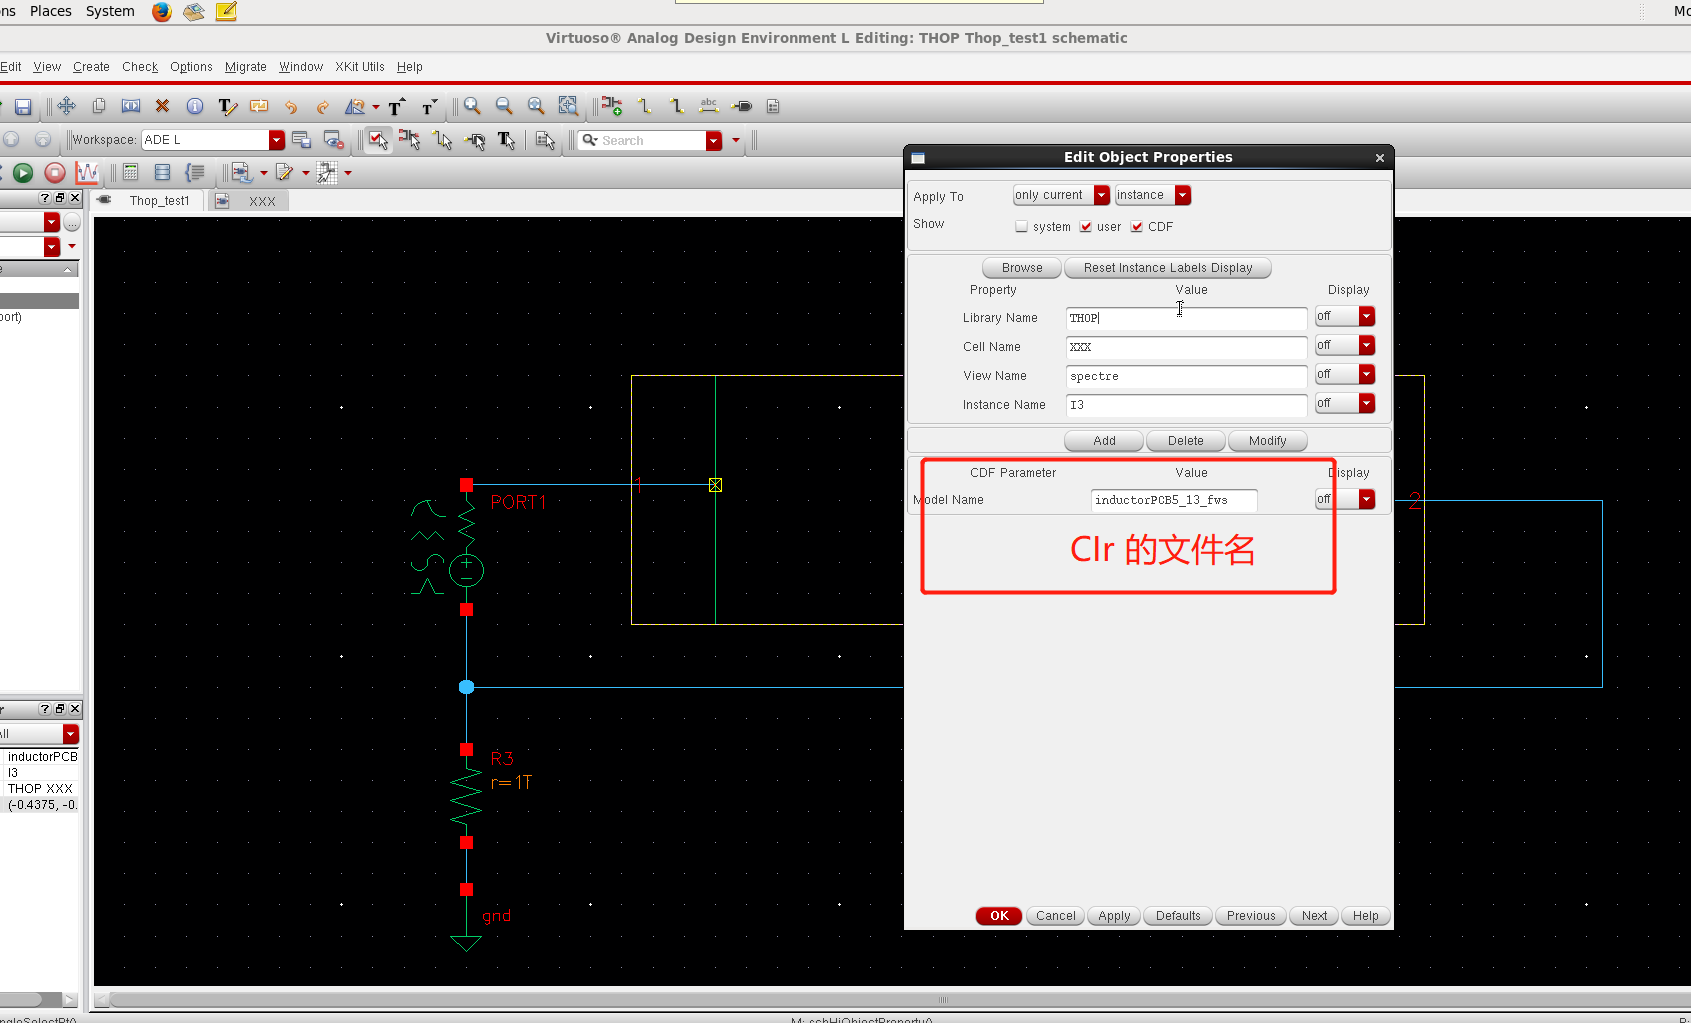 ns Places System Mo
Virtuoso® Analog Design Environment L Editing: THOP Thop_test1 schematic
Edit View Create Check Options Migrate Window XKit Utils Help
Workspace: ADE L Search
Thop_test1 XXX
Edit Object Properties
Apply To only current instance
Show system user CDF
Browse Reset Instance Labels Display
Property Value Display
Library Name THOP off
Cell Name XXX off
View Name spectre off
Instance Name I3 off
Add Delete Modify
CDF Parameter Value Display
Model Name inductorPCB5_13_fws off
CIr 的文件名
OK Cancel Apply Defaults Previous Next Help
1
2
PORT1
R3
r=1T
gnd
e
port)
r
All
inductorPCB
I3
THOP XXX
(-0.4375, -0.
ngleSelectPt() M: schHiObjectProperty() R: